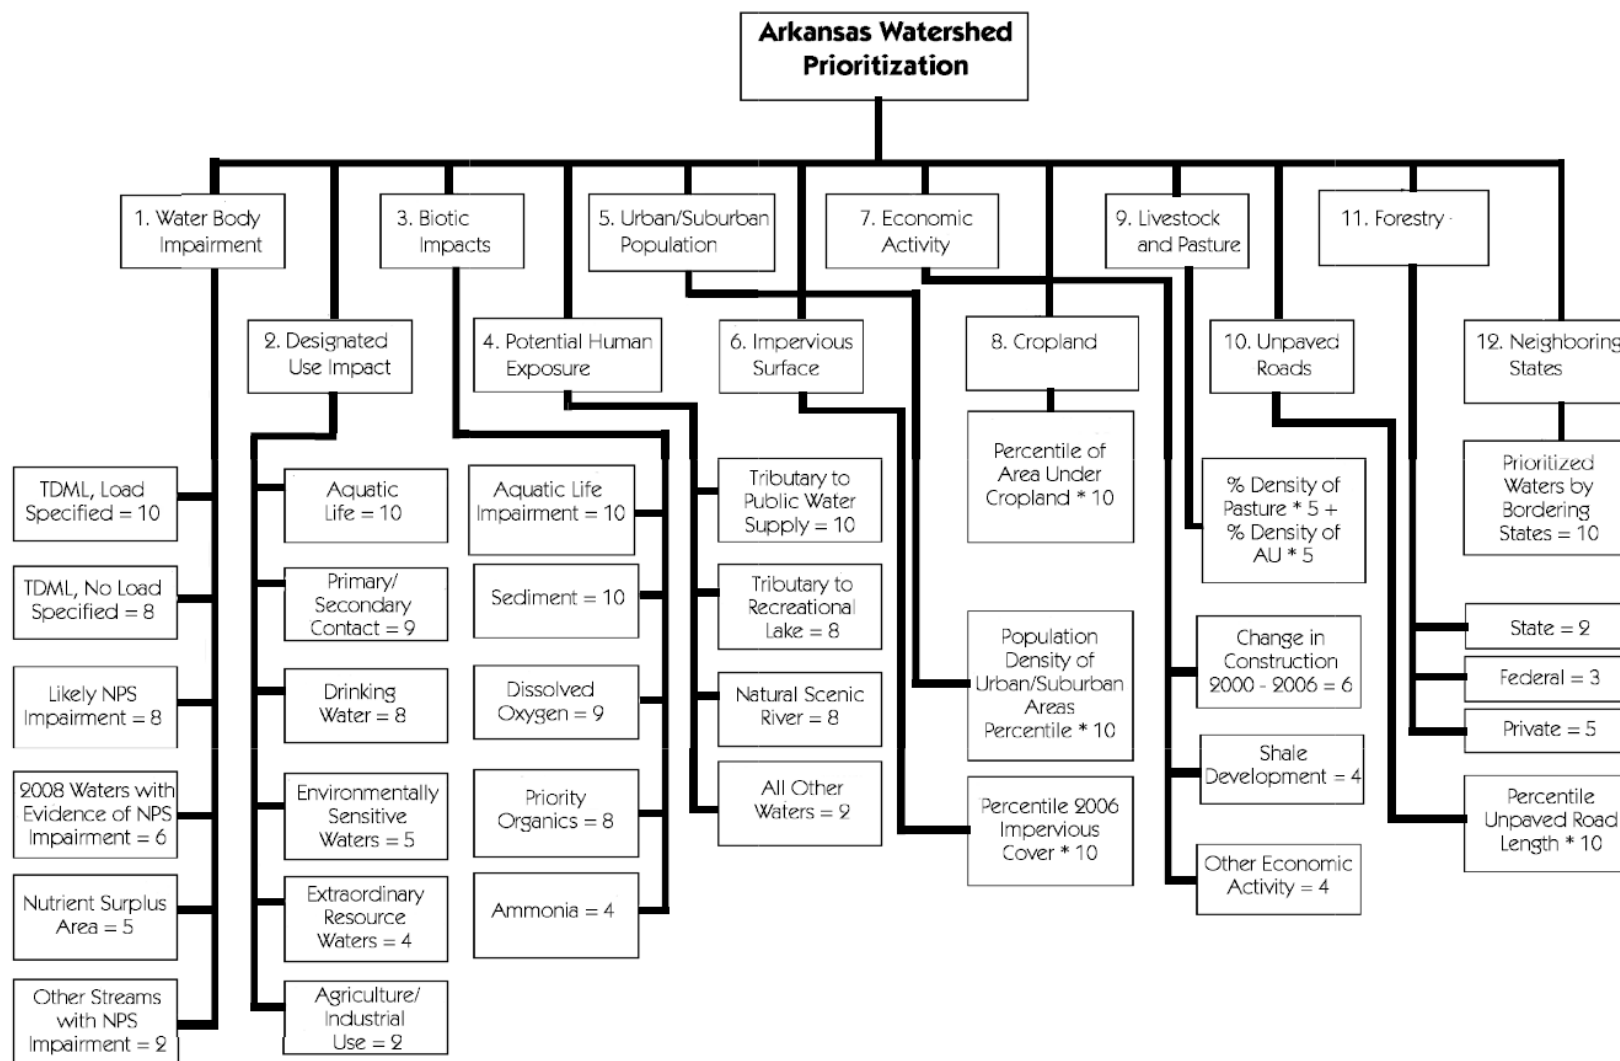 Arkansas Watershed
Prioritization
1. Water Body
Impairment
2. Designated
Use Impact
3. Biotic
Impacts
4. Potential Human
Exposure
5. Urban/Suburban
Population
6. Impervious
Surface
7. Economic
Activity
8. Cropland
9. Livestock
and Pasture
10. Unpaved
Roads
11. Forestry
12. Neighboring
States
TDML, Load
Specified = 10
TDML, No Load
Specified = 8
Likely NPS
Impairment = 8
2008 Waters with
Evidence of NPS
Impairment = 6
Nutrient Surplus
Area = 5
Other Streams
with NPS
Impairment = 2
Aquatic
Life = 10
Primary/
Secondary
Contact = 9
Drinking
Water = 8
Environmentally
Sensitive
Waters = 5
Extraordinary
Resource
Waters = 4
Agriculture/
Industrial
Use = 2
Aquatic Life
Impairment = 10
Sediment = 10
Dissolved
Oxygen = 9
Priority
Organics = 8
Ammonia = 4
Tributary to
Public Water
Supply = 10
Tributary to
Recreational
Lake = 8
Natural Scenic
River = 8
All Other
Waters = 2
Population
Density of
Urban/Suburban
Areas
Percentile * 10
Percentile 2006
Impervious
Cover * 10
Change in
Construction
2000 - 2006 = 6
Shale
Development = 4
Other Economic
Activity = 4
Percentile of
Area Under
Cropland * 10
% Density of
Pasture * 5 +
% Density of
AU * 5
Percentile
Unpaved Road
Length * 10
State = 2
Federal = 3
Private = 5
Prioritized
Waters by
Bordering
States = 10